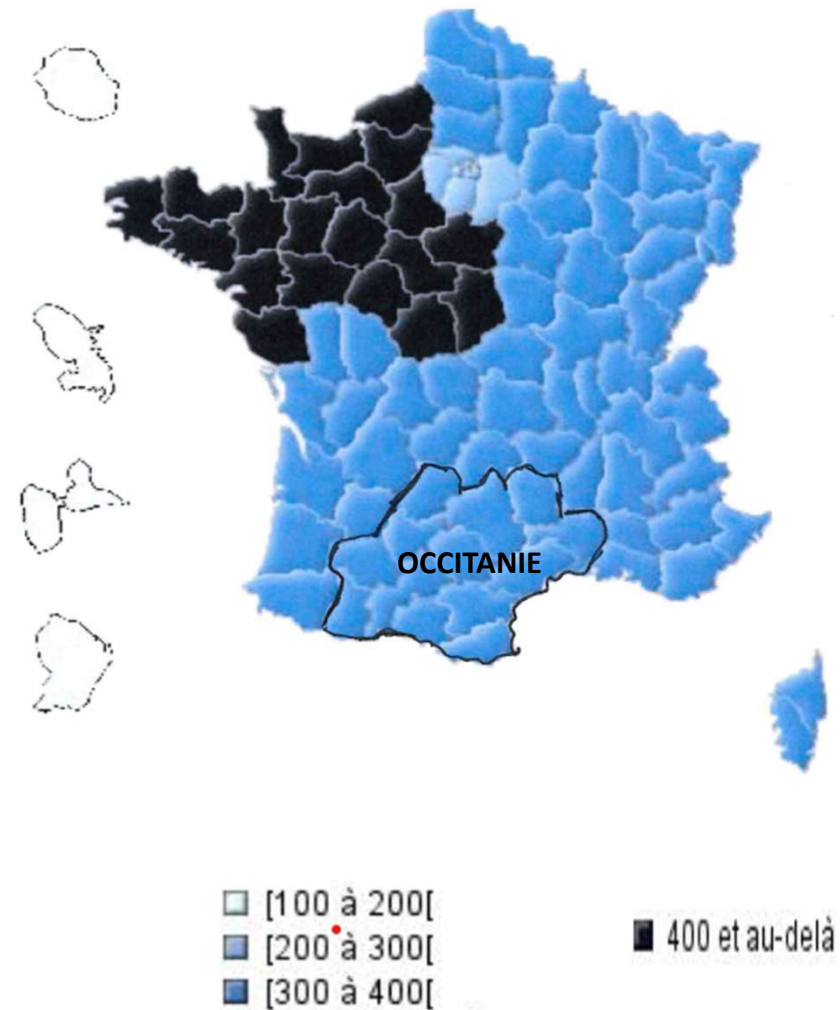 OCCITANIE
[100 à 200[
[200 à 300[
[300 à 400[
400 et au-delà